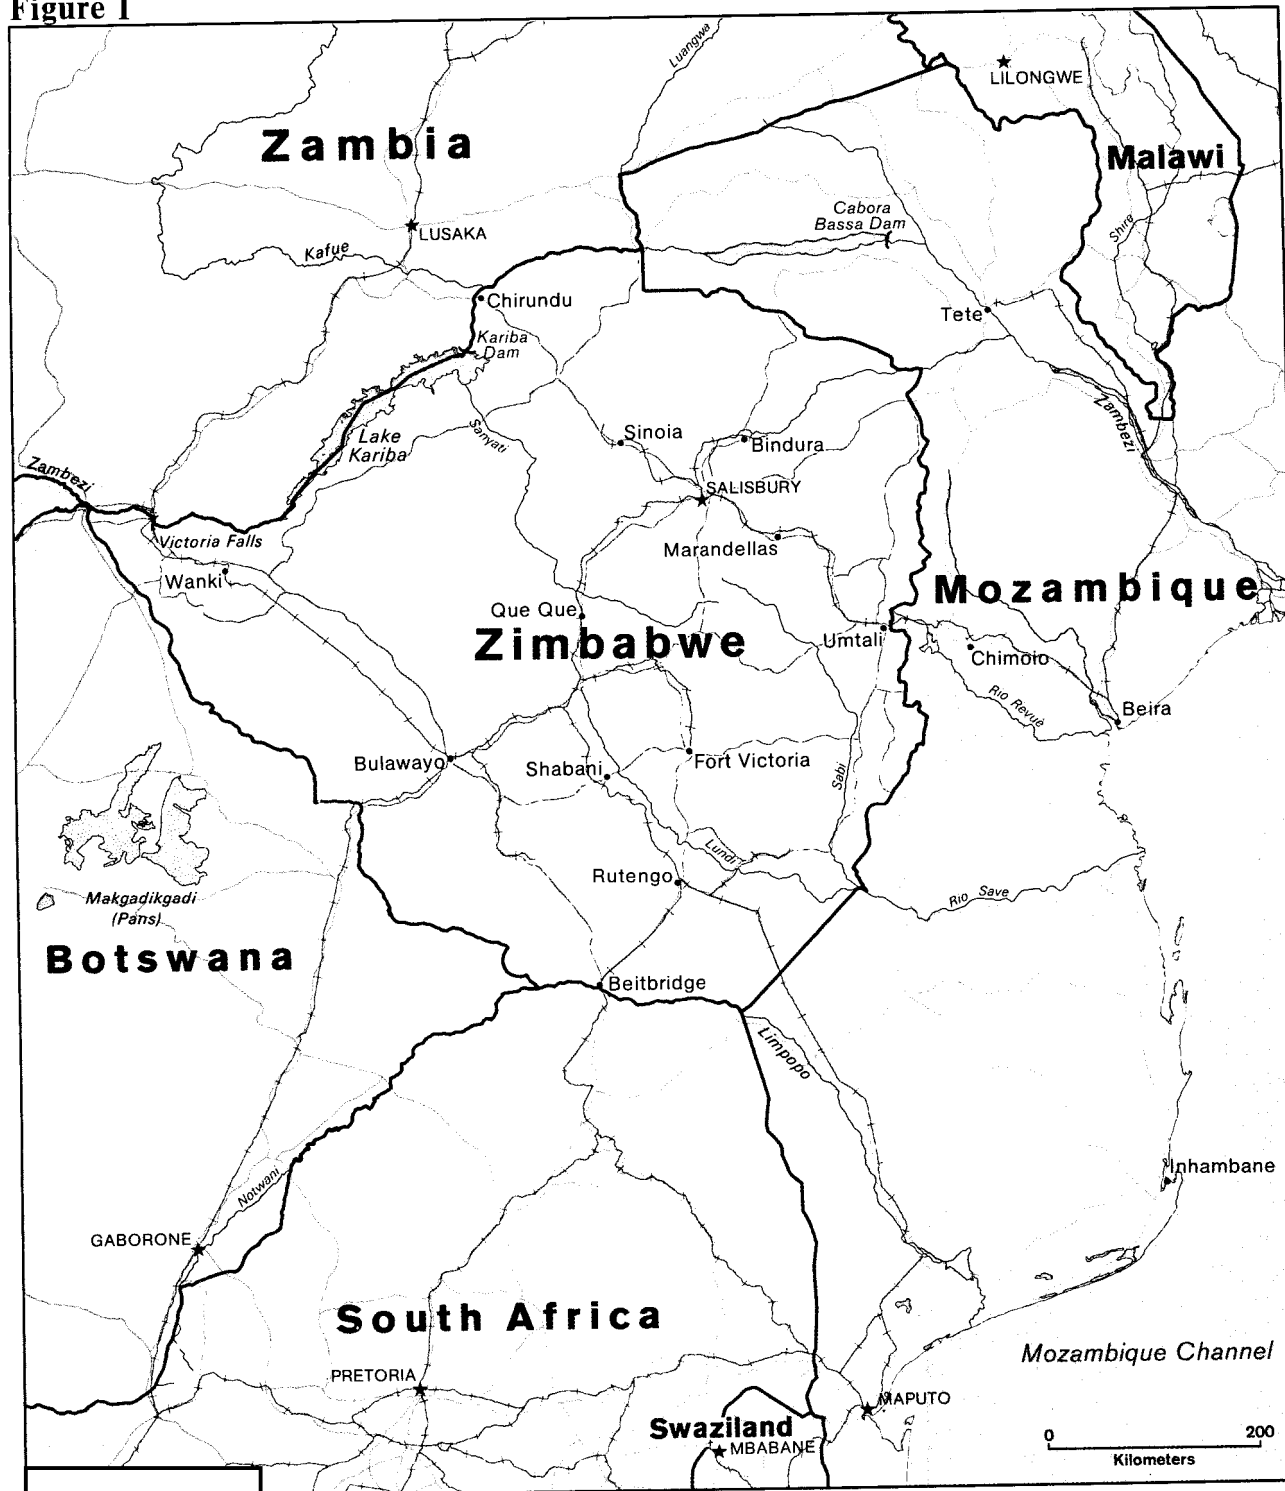 Figure 1
Luangwa
LILONGWE
Zambia
Malawi
Cabora
Bassa Dam
Shire
LUSAKA
Kafue
Chirundu
Tete
Kariba
Dam
Zambezi
Lake
Kariba
Sanyati
Sinoia
Bindura
Zambezi
SALISBURY
Victoria Falls
Marandellas
Wanki
Mozambique
Que Que
Zimbabwe
Umtali
Chimoio
Rio Revuè
Beira
Bulawayo
Shabani
Fort Victoria
Sabi
Lundi
Rutengo
Rio Save
Makgadikgadi
(Pans)
Botswana
Beitbridge
Limpopo
Notwani
Inhambane
GABORONE
South Africa
Mozambique Channel
PRETORIA
MAPUTO
Swaziland
MBABANE
0 200
Kilometers